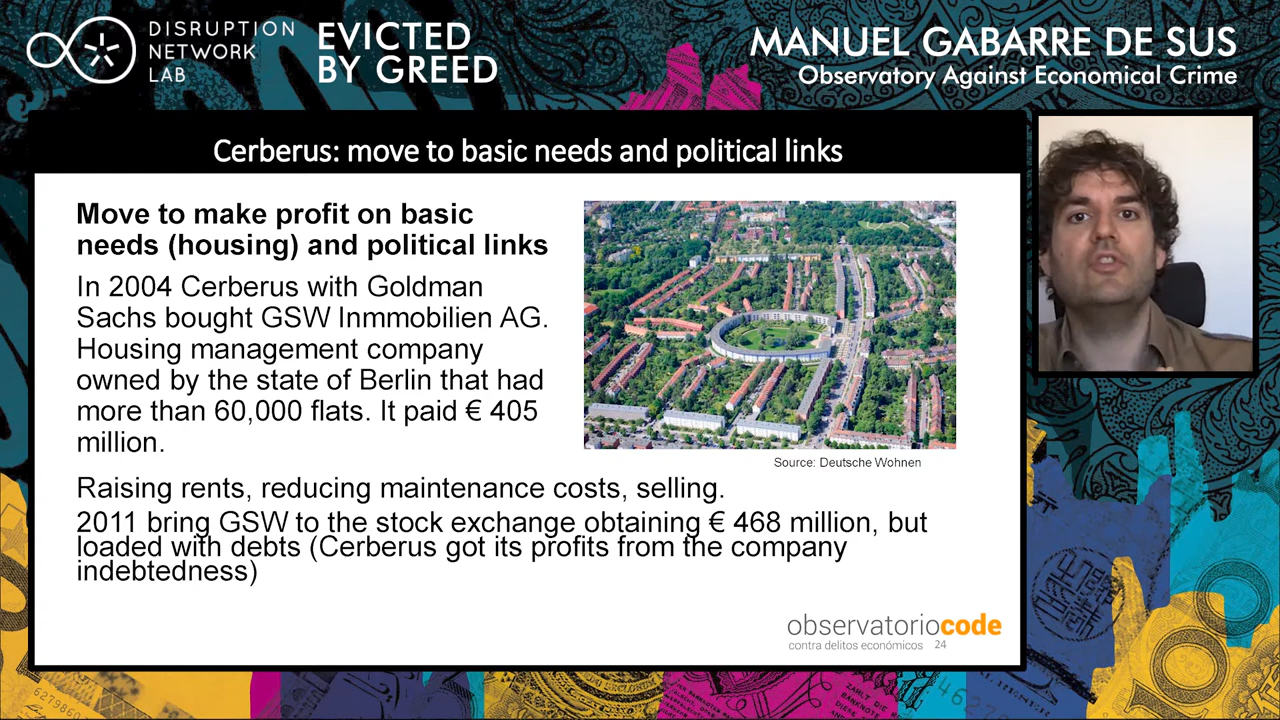 DISRUPTION
NETWORK
LAB
EVICTED
BY GREED
MANUEL GABARRE DE SUS
Observatory Against Economical Crime
Cerberus: move to basic needs and political links
Move to make profit on basic
needs (housing) and political links
In 2004 Cerberus with Goldman
Sachs bought GSW Inmmobilien AG.
Housing management company
owned by the state of Berlin that had
more than 60,000 flats. It paid € 405
million.
Source: Deutsche Wohnen
Raising rents, reducing maintenance costs, selling.
2011 bring GSW to the stock exchange obtaining € 468 million, but
loaded with debts (Cerberus got its profits from the company
indebtedness)
observatoriocode
contra delitos económicos 24